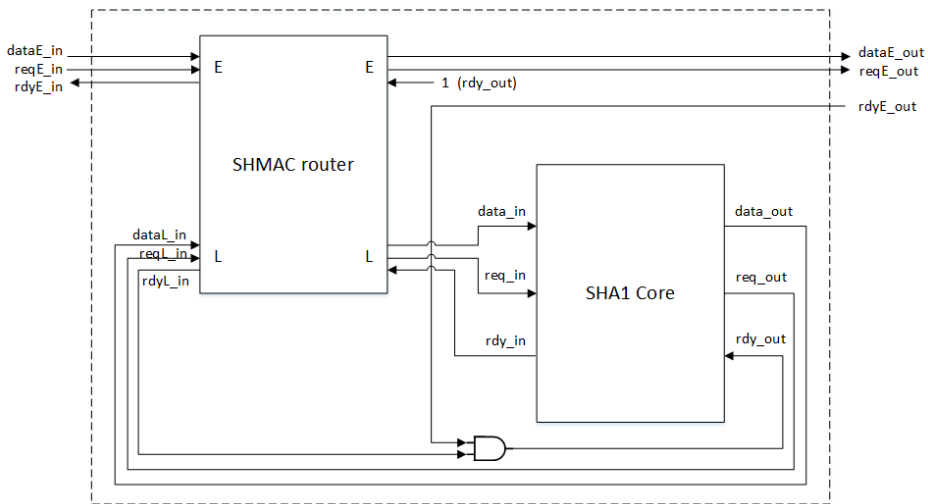 dataE_in
reqE_in
rdyE_in
E
E
dataE_out
reqE_out
1 (rdy_out)
rdyE_out
SHMAC router
dataL_in
reqL_in
rdyL_in
L
L
data_in
req_in
rdy_in
SHA1 Core
data_out
req_out
rdy_out